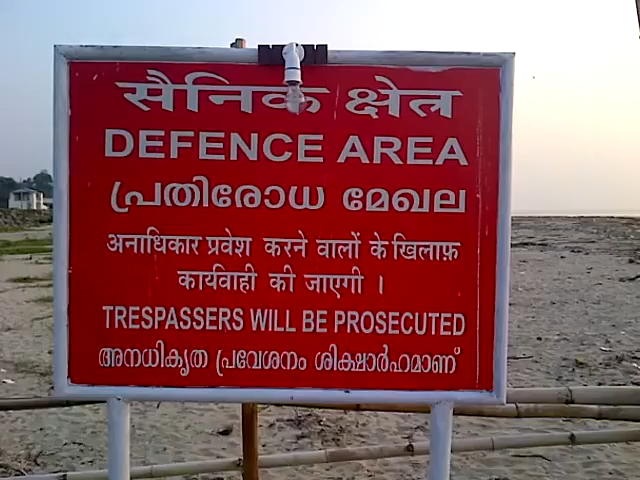 सैनिक क्षेत्र
DEFENCE AREA
പ്രതിരോധ മേഖല
अनाधिकार प्रवेश करने वालों के खिलाफ़
कार्यवाही की जाएगी ।
TRESPASSERS WILL BE PROSECUTED
അനധികൃത പ്രവേശനം ശിക്ഷാർഹമാണ്